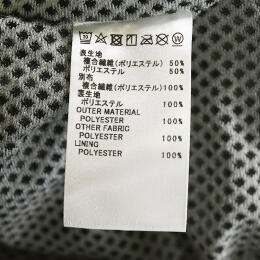 表生地
複合繊維(ポリエステル) 50%
ポリエステル 50%
別布
複合繊維(ポリエステル) 100%
裏生地
ポリエステル 100%
OUTER MATERIAL
POLYESTER 100%
OTHER FABRIC
POLYESTER 100%
LINING
POLYESTER 100%